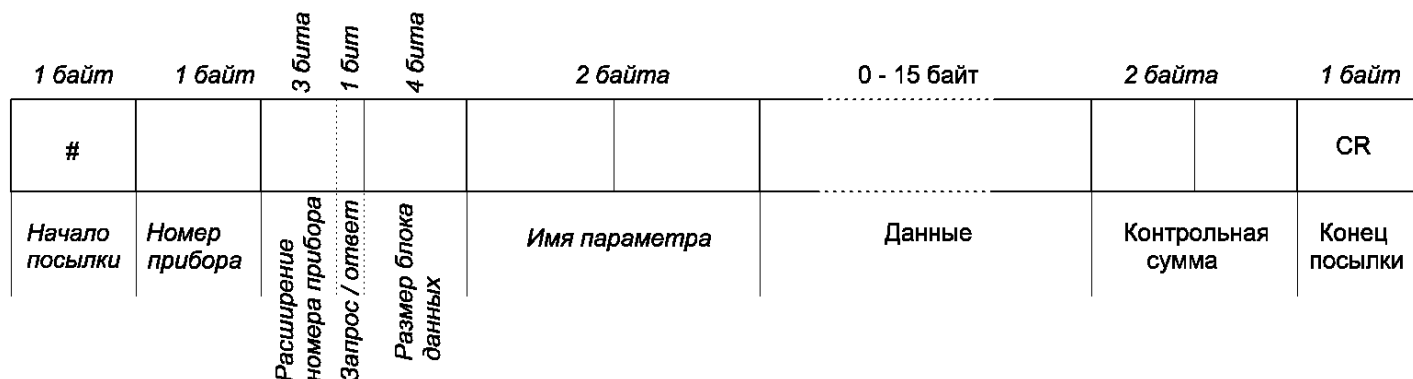 1 байт
1 байт
3 бита
1 бит
4 бита
2 байта
0 - 15 байт
2 байта
1 байт
#
CR
Начало
посылки
Номер
прибора
Расширение
номера прибора
Запрос / ответ
Размер блока
данных
Имя параметра
Данные
Контрольная
сумма
Конец
посылки